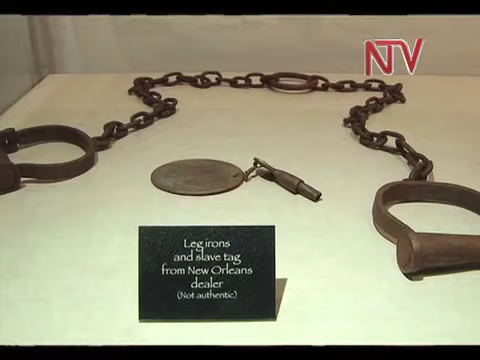 NTV
Leg irons
and slave tag
from New Orleans
dealer
(Not authentic)